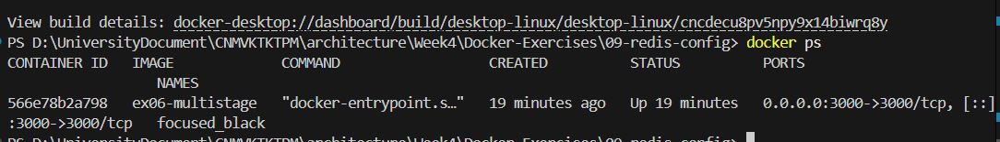 View build details: docker-desktop://dashboard/build/desktop-linux/desktop-linux/cncdecu8pv5npy9x14biwrq8y
PS D:\UniversityDocument\CNMVKTKTPM\architecture\Week4\Docker-Exercises\09-redis-config> docker ps
CONTAINER ID   IMAGE             COMMAND                  CREATED          STATUS          PORTS
NAMES
566e78b2a798   ex06-multistage   "docker-entrypoint.s…"   19 minutes ago   Up 19 minutes   0.0.0.0:3000->3000/tcp, [::]
:3000->3000/tcp   focused_black
PS D:\UniversityDocument\CNMVKTKTPM\architecture\Week4\Docker-Exercises\09-redis-config>